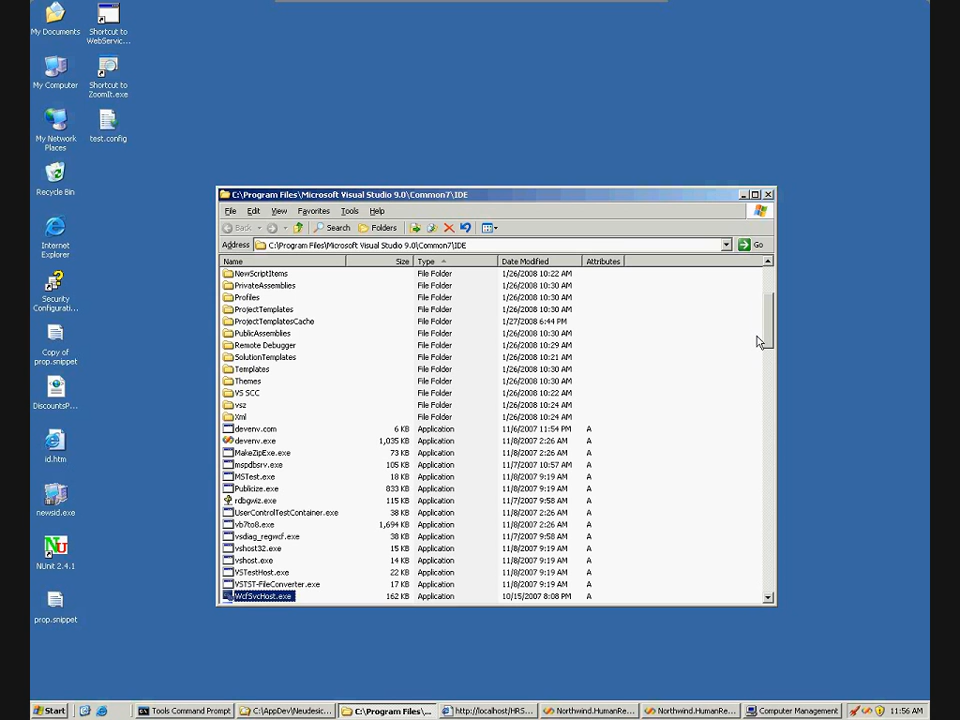 My Documents
Shortcut to
WebServic...
My Computer
Shortcut to
ZoomIt.exe
My Network
Places
test.config
Recycle Bin
Internet
Explorer
Security
Configurati...
Copy of
prop.snippet
DiscountsP...
id.htm
newsid.exe
NUnit 2.4.1
prop.snippet
C:\Program Files\Microsoft Visual Studio 9.0\Common7\IDE
File Edit View Favorites Tools Help
Back Search Folders
Address C:\Program Files\Microsoft Visual Studio 9.0\Common7\IDE Go
Name Size Type Date Modified Attributes
NewScriptItems File Folder 1/26/2008 10:22 AM
PrivateAssemblies File Folder 1/26/2008 10:30 AM
Profiles File Folder 1/26/2008 10:30 AM
ProjectTemplates File Folder 1/26/2008 10:30 AM
ProjectTemplatesCache File Folder 1/27/2008 6:44 PM
PublicAssemblies File Folder 1/26/2008 10:30 AM
Remote Debugger File Folder 1/26/2008 10:29 AM
SolutionTemplates File Folder 1/26/2008 10:21 AM
Templates File Folder 1/26/2008 10:30 AM
Themes File Folder 1/26/2008 10:30 AM
VS SCC File Folder 1/26/2008 10:22 AM
vsz File Folder 1/26/2008 10:24 AM
Xml File Folder 1/26/2008 10:24 AM
devenv.com 6 KB Application 11/6/2007 11:54 PM A
devenv.exe 1,035 KB Application 11/8/2007 2:26 AM A
MakeZipExe.exe 73 KB Application 11/8/2007 2:26 AM A
mspdbsrv.exe 105 KB Application 11/7/2007 10:57 AM A
MSTest.exe 18 KB Application 11/8/2007 9:19 AM A
Publicize.exe 833 KB Application 11/8/2007 9:19 AM A
rdbgwiz.exe 115 KB Application 11/7/2007 9:58 AM A
UserControlTestContainer.exe 38 KB Application 11/8/2007 2:26 AM A
vb7to8.exe 1,694 KB Application 11/8/2007 2:26 AM A
vsdiag_regwcf.exe 38 KB Application 11/7/2007 9:58 AM A
vshost32.exe 15 KB Application 11/8/2007 9:19 AM A
vshost.exe 14 KB Application 11/8/2007 9:19 AM A
VSTestHost.exe 22 KB Application 11/8/2007 9:19 AM A
VSTST-FileConverter.exe 17 KB Application 11/8/2007 9:19 AM A
WcfSvcHost.exe 162 KB Application 10/15/2007 8:08 PM A
Start Tools Command Prompt C:\AppDev\Neudesic... C:\Program Files\... http://localhost/HRS... Northwind.HumanRe... Northwind.HumanRe... Computer Management 11:56 AM